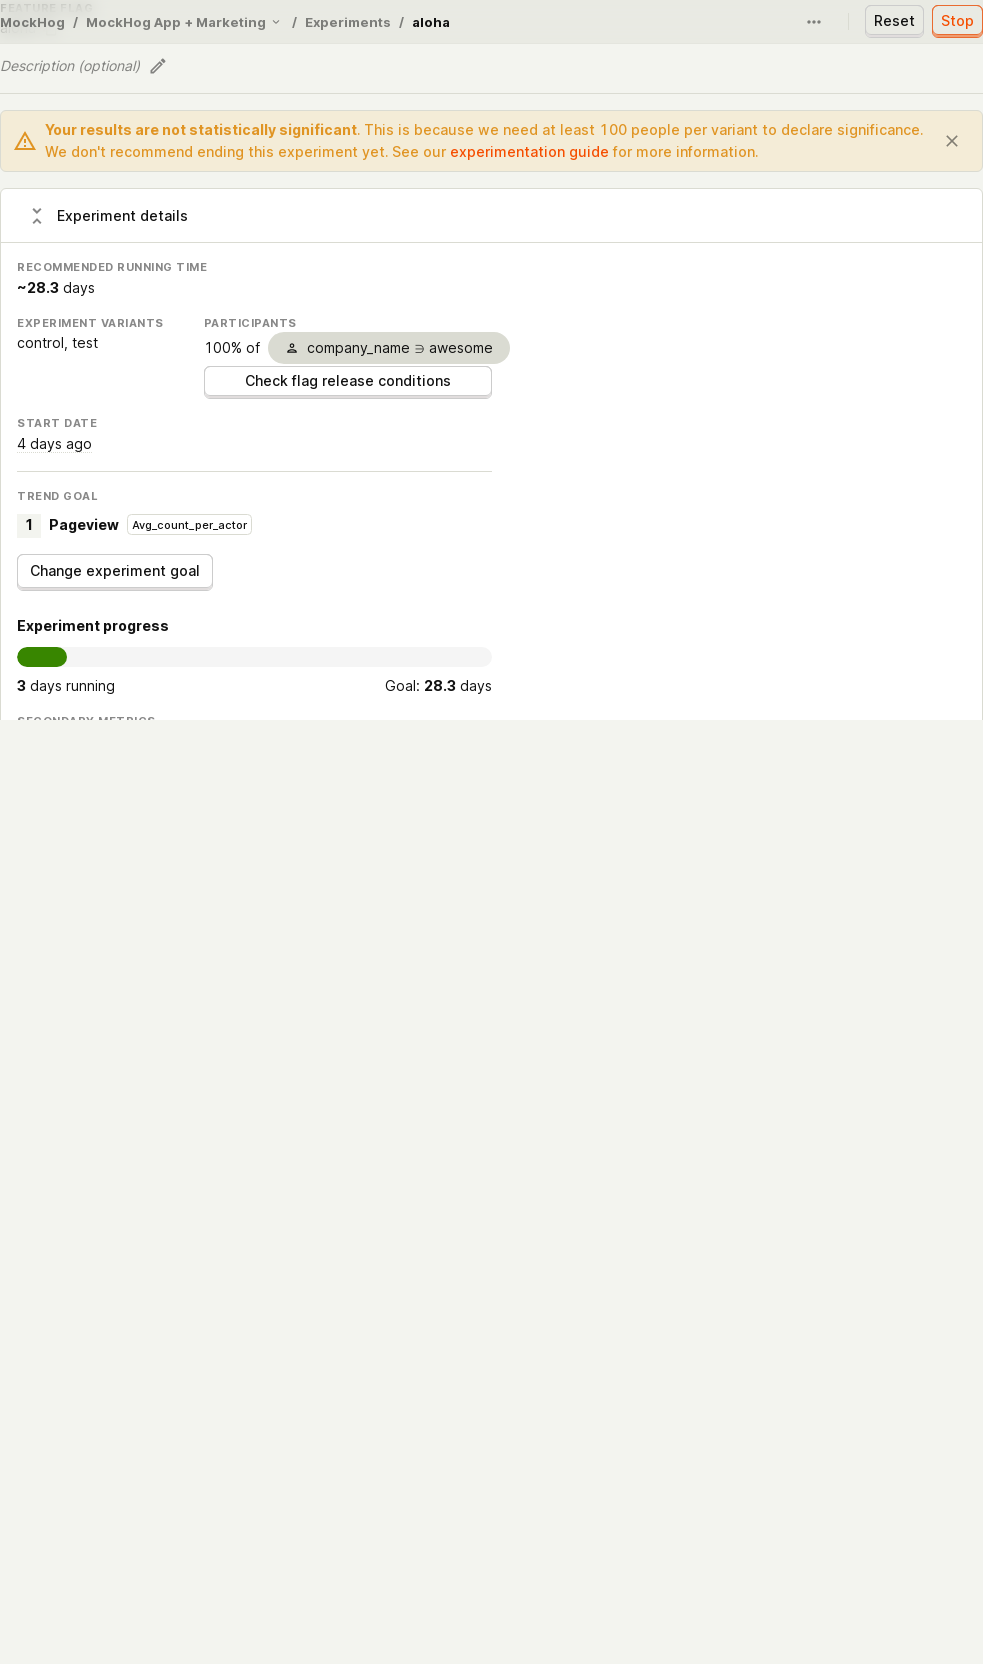 FEATURE FLAG
MockHog / MockHog App + Marketing / Experiments / aloha
Reset
Stop
Description (optional)
Your results are not statistically significant. This is because we need at least 100 people per variant to declare significance.
We don't recommend ending this experiment yet. See our experimentation guide for more information.
Experiment details
RECOMMENDED RUNNING TIME
~28.3 days
EXPERIMENT VARIANTS
control, test
PARTICIPANTS
100% of company_name ∋ awesome
Check flag release conditions
START DATE
4 days ago
TREND GOAL
1 Pageview Avg_count_per_actor
Change experiment goal
Experiment progress
3 days running
Goal: 28.3 days
SECONDARY METRICS